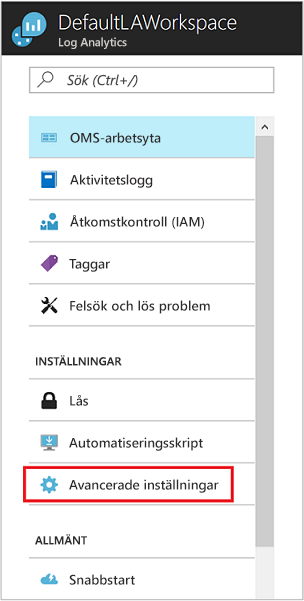 DefaultLAWorkspace
Log Analytics
Sök (Ctrl+/)
OMS-arbetsyta
Aktivitetslogg
Åtkomstkontroll (IAM)
Taggar
Felsök och lös problem
INSTÄLLNINGAR
Lås
Automatiseringsskript
Avancerade inställningar
ALLMÄNT
Snabbstart